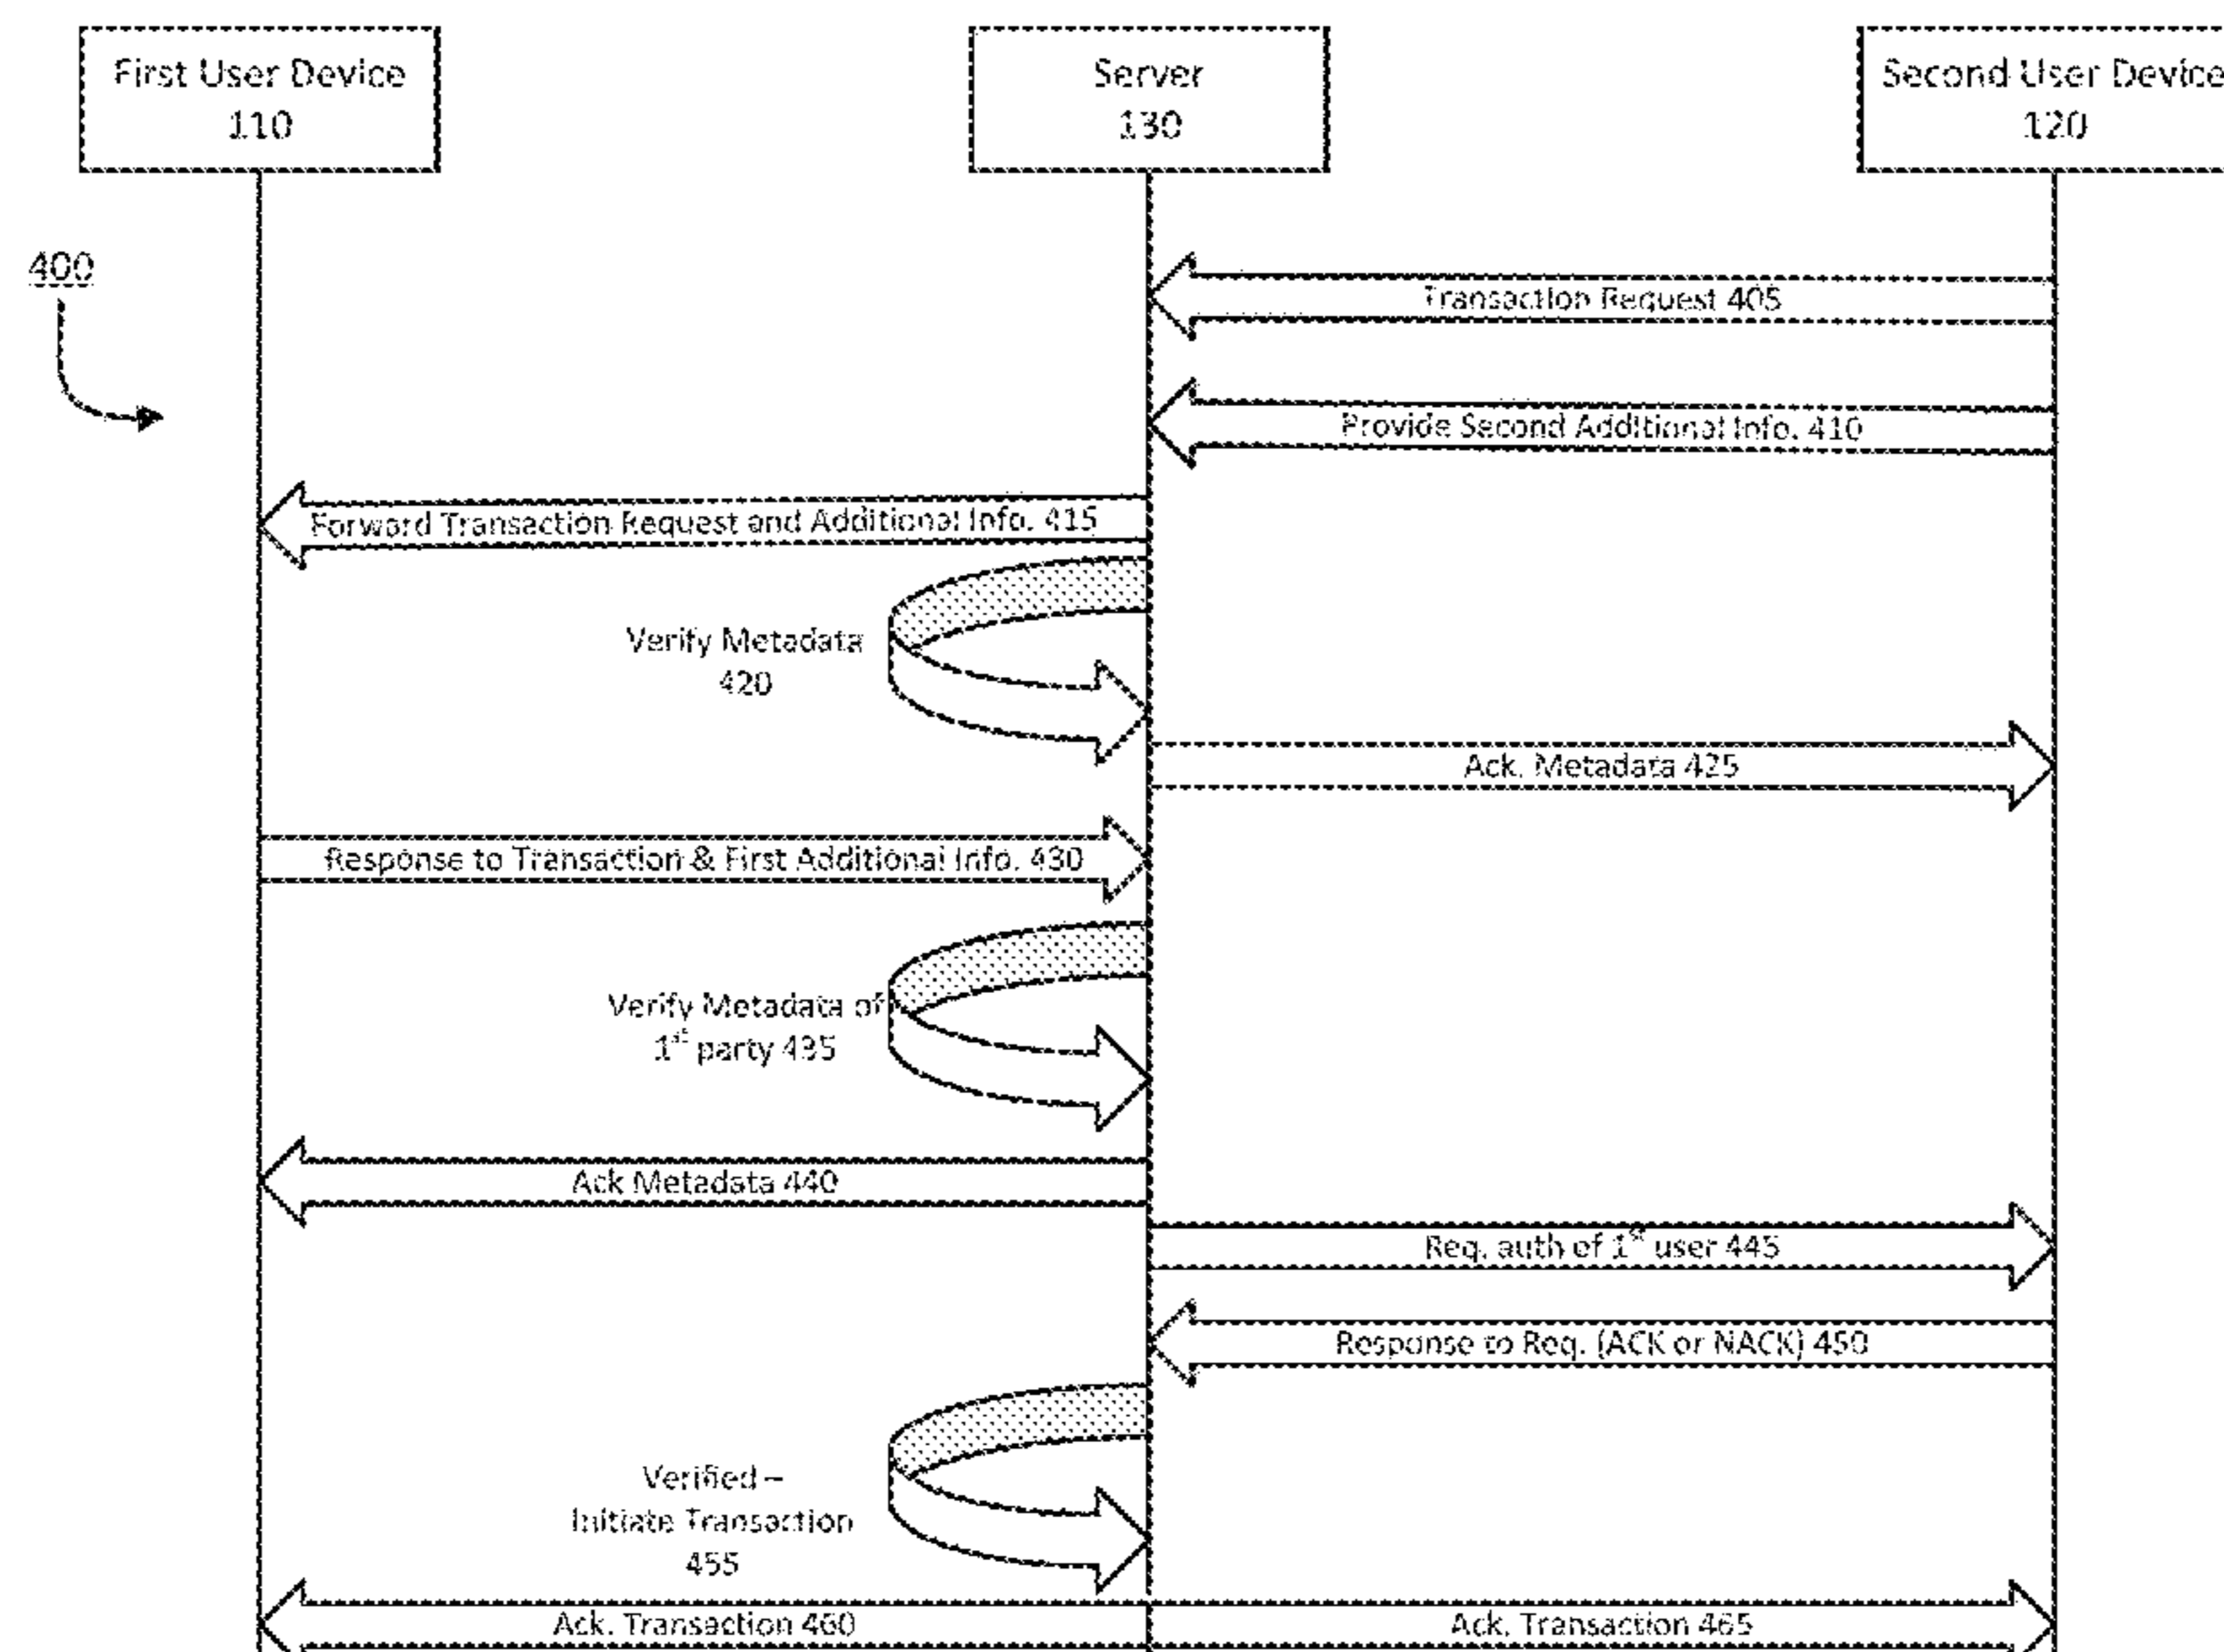 First User Device
110
Server
130
Second User Device
120
400
Transaction Request 405
Provide Second Additional Info. 410
Forward Transaction Request and Additional Info. 415
Verify Metadata
420
Ack. Metadata 425
Response to Transaction & First Additional Info. 430
Verify Metadata of
1st party 435
Ack Metadata 440
Req. auth of 1st user 445
Response to Req. (ACK or NACK) 450
Verified –
Initiate Transaction
455
Ack. Transaction 460
Ack. Transaction 465